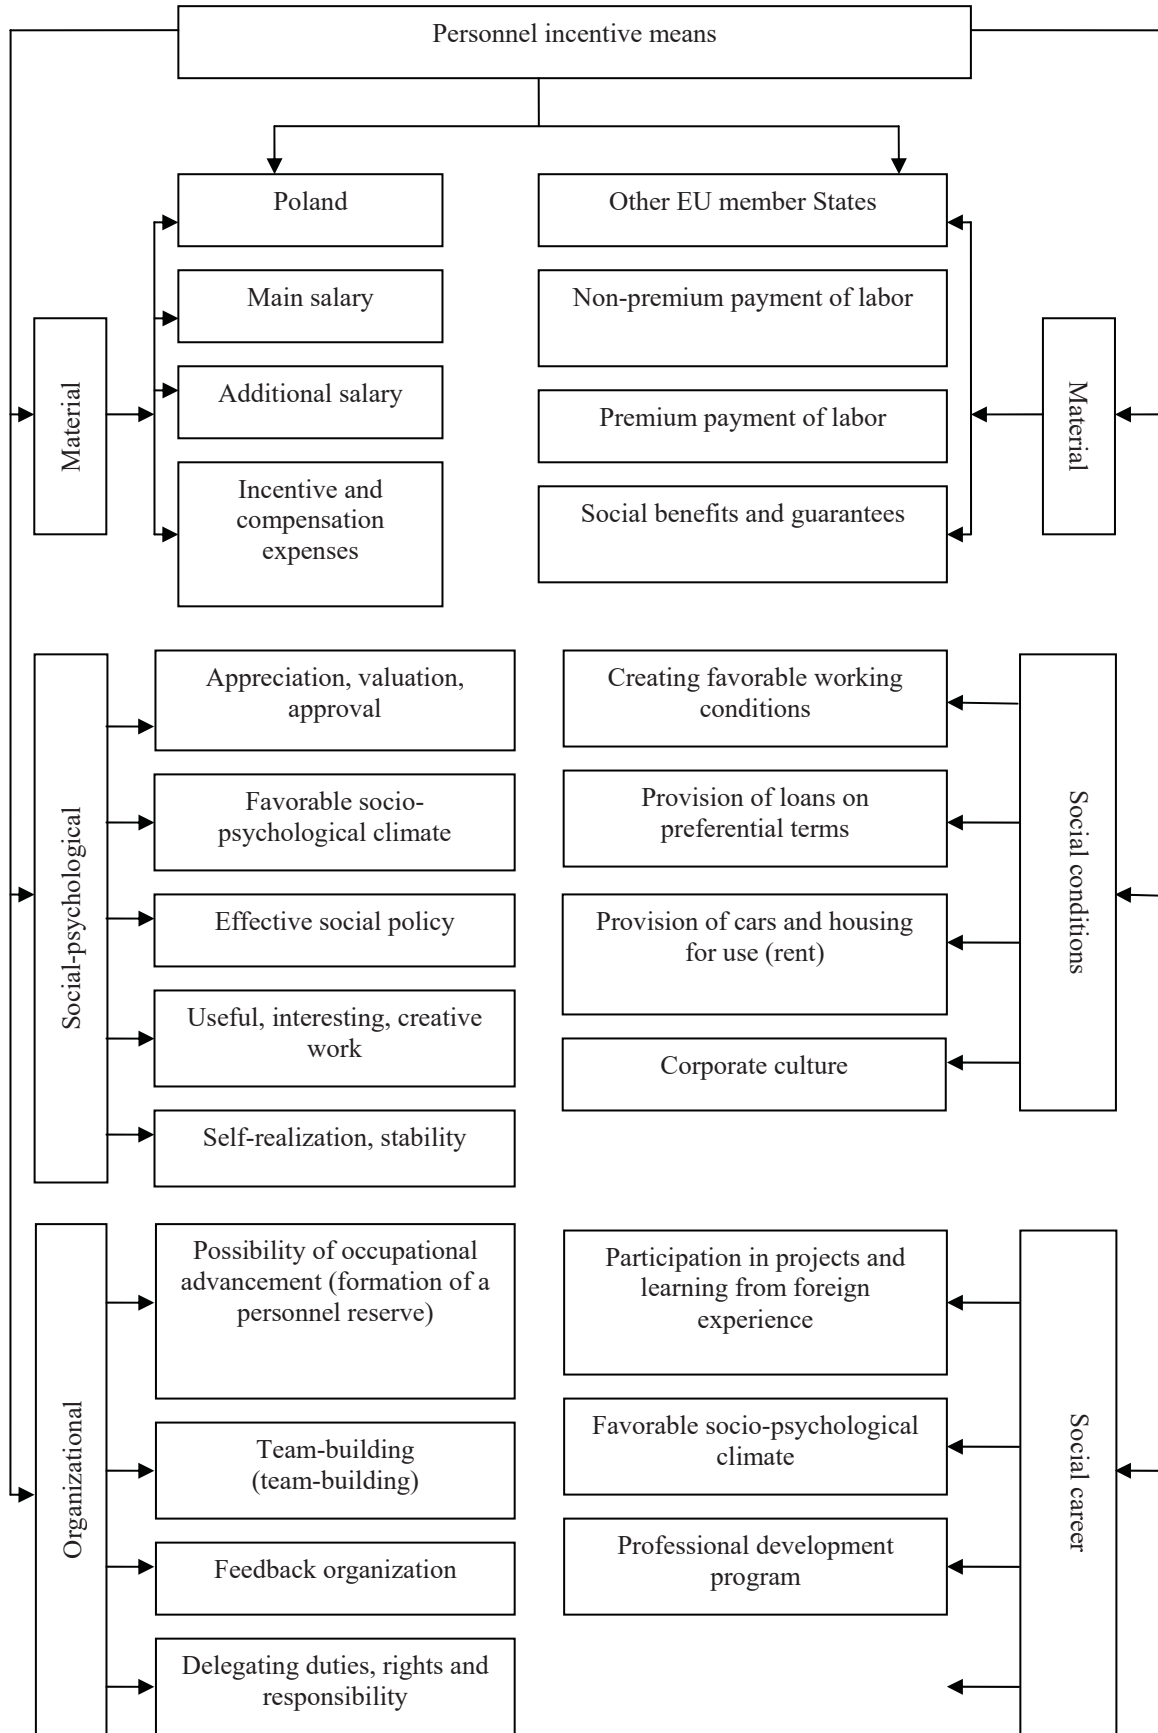 Personnel incentive means
Poland
Other EU member States
Material
Main salary
Additional salary
Incentive and
compensation
expenses
Non-premium payment of labor
Premium payment of labor
Social benefits and guarantees
Material
Social-psychological
Appreciation, valuation,
approval
Favorable socio-
psychological climate
Effective social policy
Useful, interesting, creative
work
Self-realization, stability
Creating favorable working
conditions
Provision of loans on
preferential terms
Provision of cars and housing
for use (rent)
Corporate culture
Social conditions
Organizational
Possibility of occupational
advancement (formation of a
personnel reserve)
Team-building
(team-building)
Feedback organization
Delegating duties, rights and
responsibility
Participation in projects and
learning from foreign
experience
Favorable socio-psychological
climate
Professional development
program
Social career